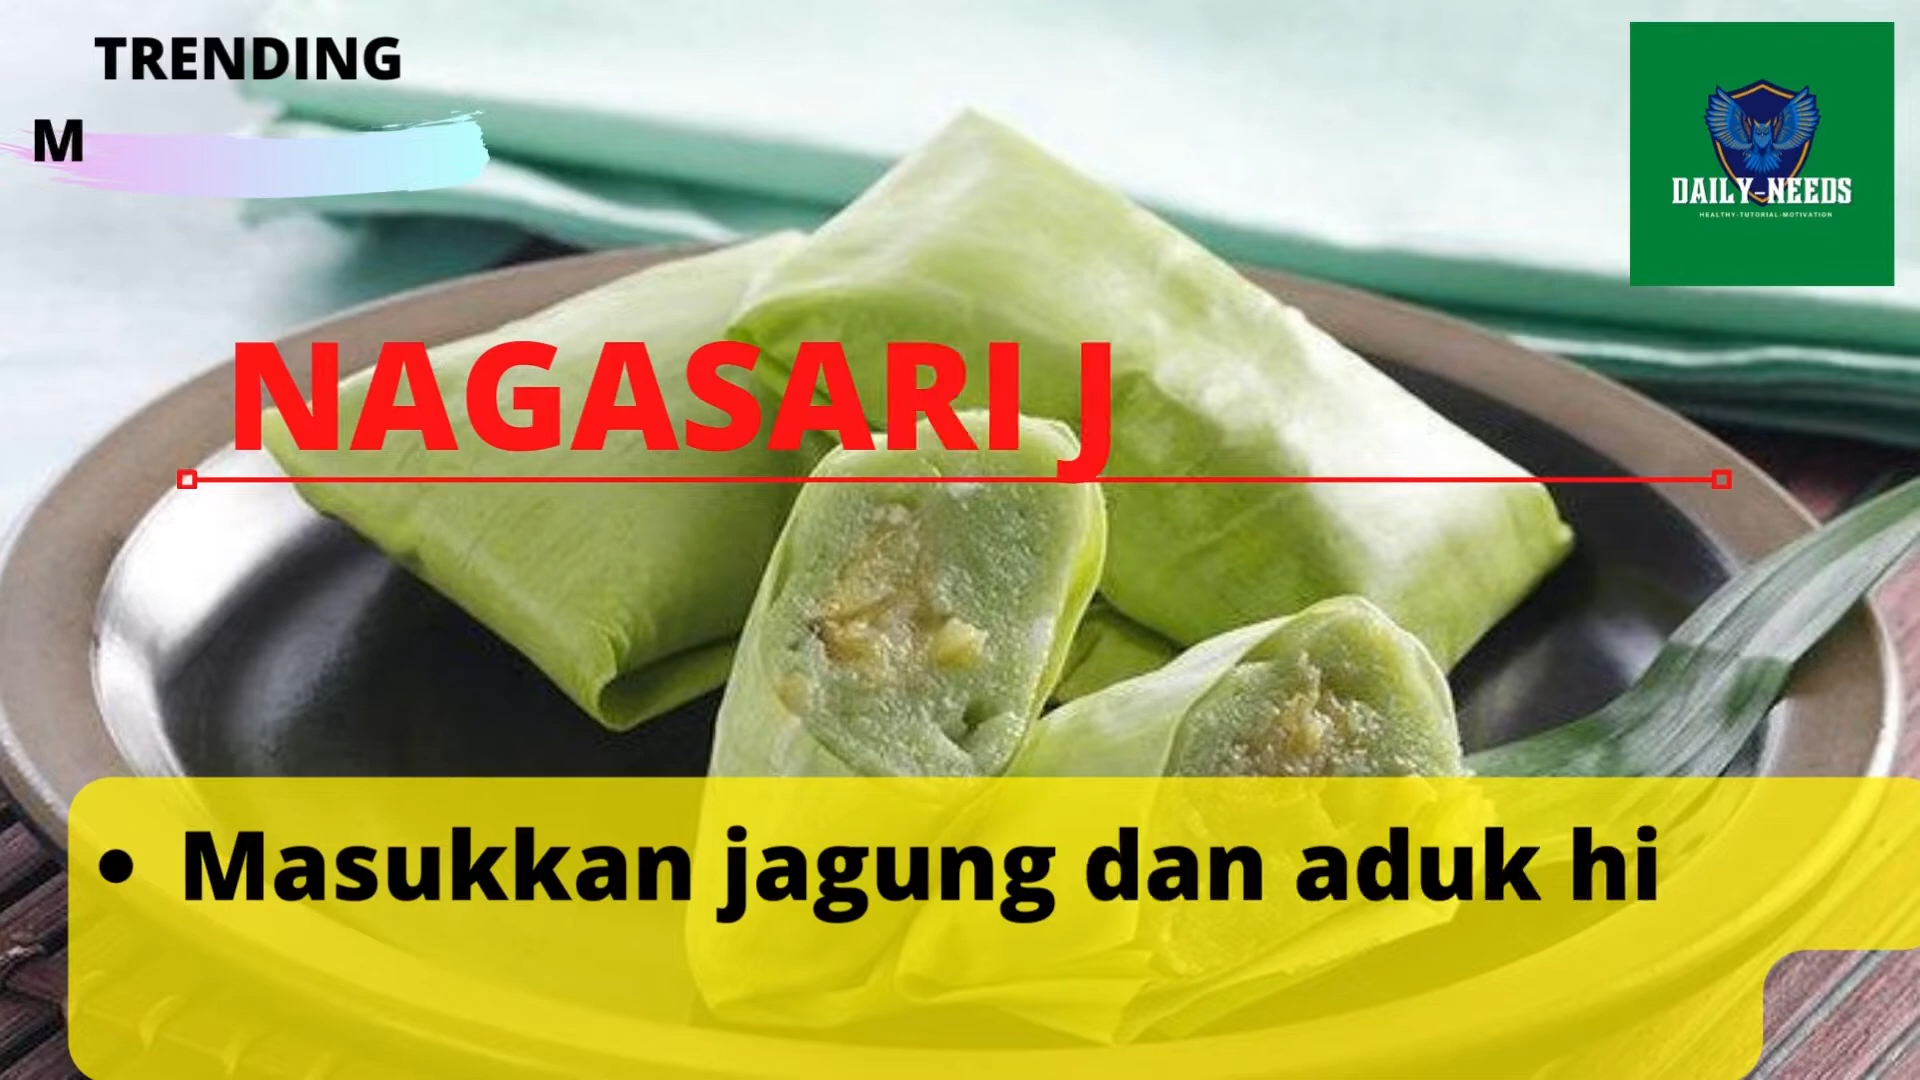 TRENDING
M
DAILY-NEEDS
HEALTHY-TUTORIAL-MOTIVATION
NAGASARI J
• Masukkan jagung dan aduk hi